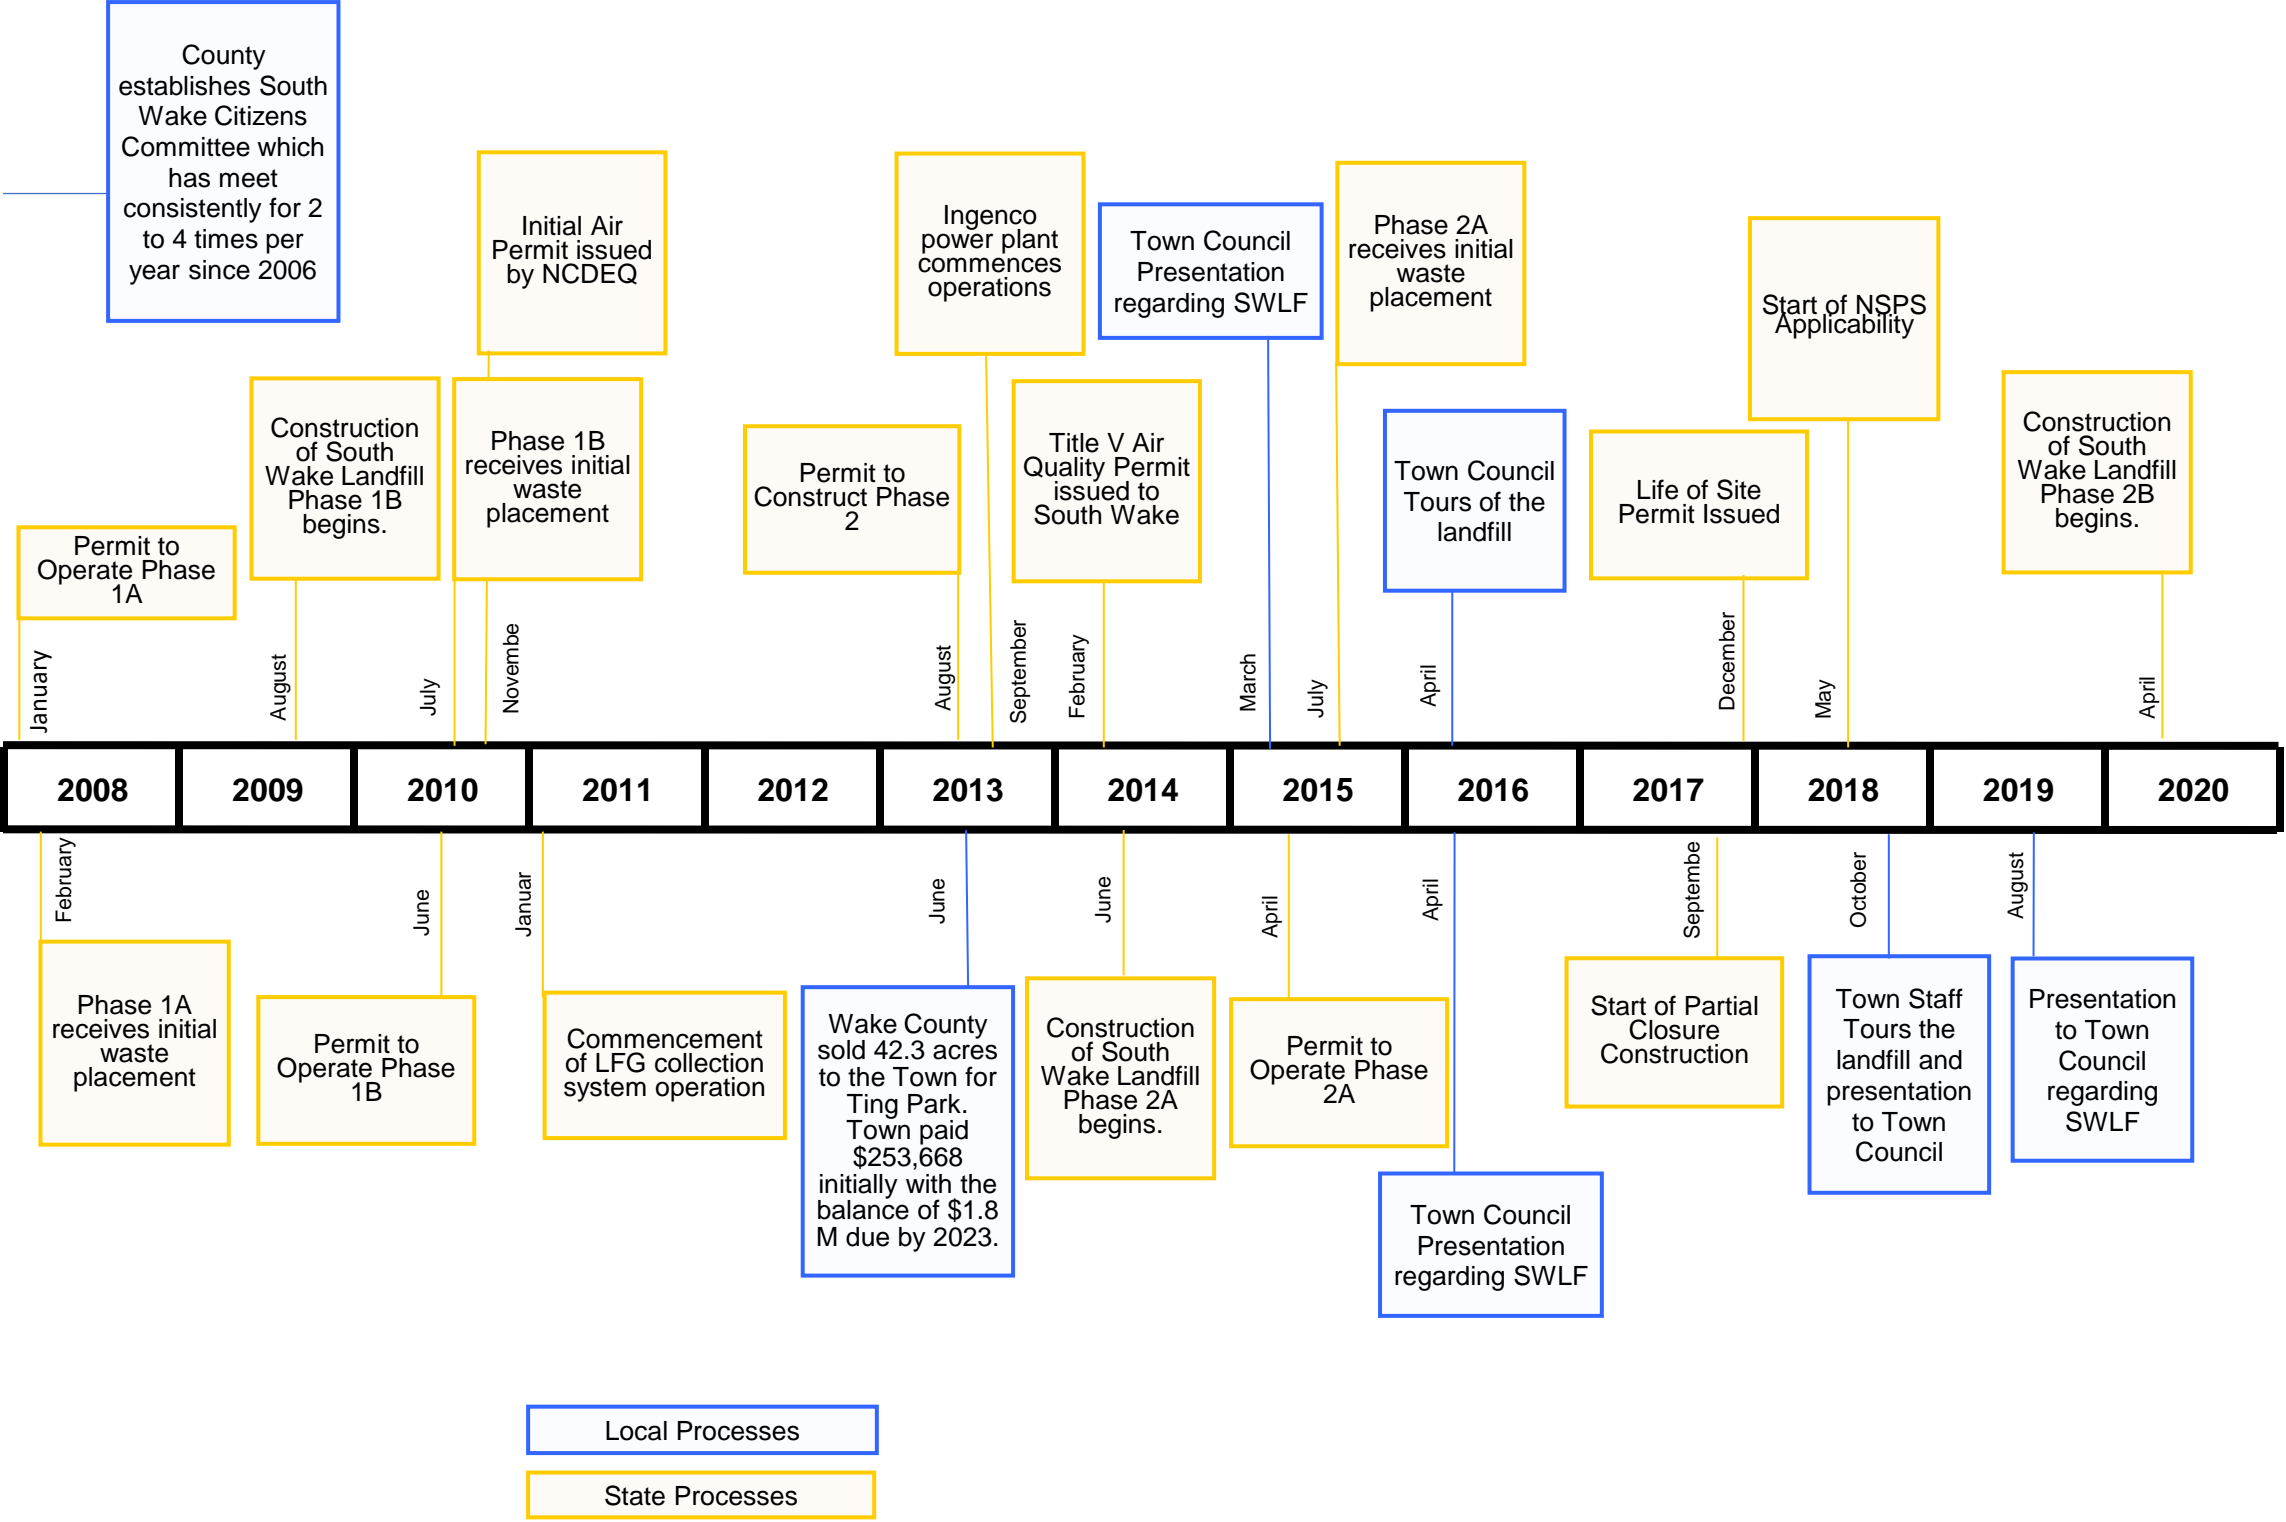 County
establishes South
Wake Citizens
Committee which
has meet
consistently for 2
to 4 times per
year since 2006
Initial Air
Permit issued
by NCDEQ
Ingenco
power plant
commences
operations
Town Council
Presentation
regarding SWLF
Phase 2A
receives initial
waste
placement
Start of NSPS
Applicability
Permit to
Operate Phase
1A
Construction
of South
Wake Landfill
Phase 1B
begins.
Phase 1B
receives initial
waste
placement
Permit to
Construct Phase
2
Title V Air
Quality Permit
issued to
South Wake
Town Council
Tours of the
landfill
Life of Site
Permit Issued
Construction
of South
Wake Landfill
Phase 2B
begins.
January
August
July
Novembe
August
September
February
March
July
April
December
May
April
2008
2009
2010
2011
2012
2013
2014
2015
2016
2017
2018
2019
2020
February
June
Januar
June
June
April
April
Septembe
October
August
Phase 1A
receives initial
waste
placement
Permit to
Operate Phase
1B
Commencement
of LFG collection
system operation
Wake County
sold 42.3 acres
to the Town for
Ting Park.
Town paid
$253,668
initially with the
balance of $1.8
M due by 2023.
Construction
of South
Wake Landfill
Phase 2A
begins.
Permit to
Operate Phase
2A
Town Council
Presentation
regarding SWLF
Start of Partial
Closure
Construction
Town Staff
Tours the
landfill and
presentation
to Town
Council
Presentation
to Town
Council
regarding
SWLF
Local Processes
State Processes